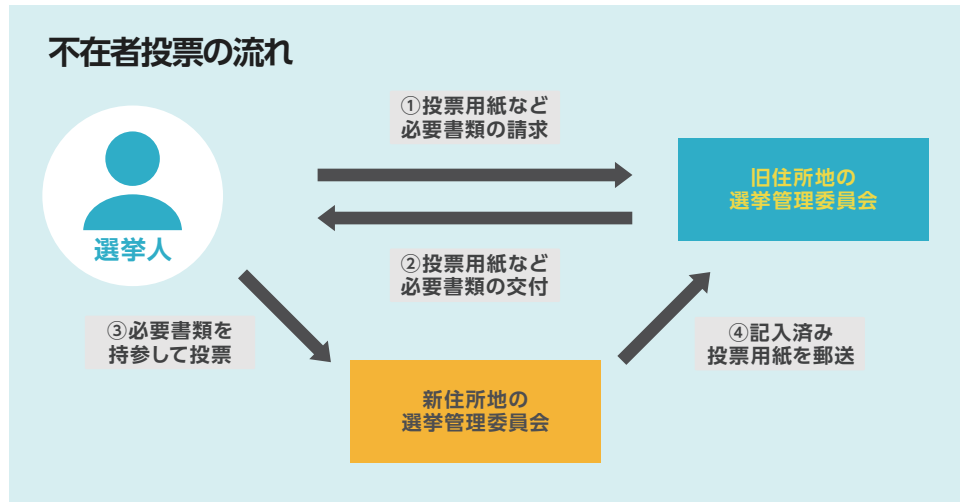 不在者投票の流れ
①投票用紙など
必要書類の請求
旧住所地の
選挙管理委員会
選挙人
②投票用紙など
必要書類の交付
③必要書類を
持参して投票
④記入済み
投票用紙を郵送
新住所地の
選挙管理委員会